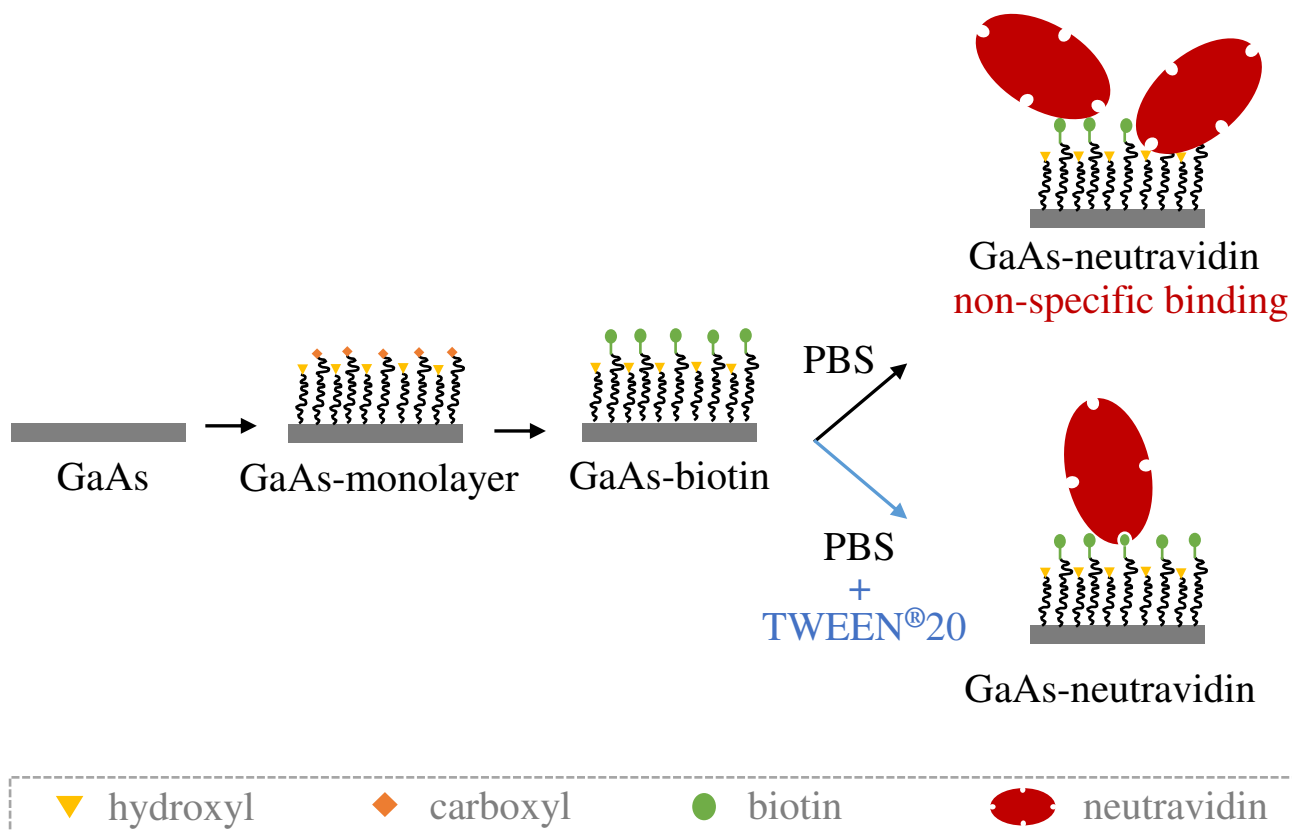 GaAs-neutravidin
non-specific binding
PBS
GaAs
GaAs-monolayer
GaAs-biotin
PBS
+
TWEEN®20
GaAs-neutravidin
hydroxyl
carboxyl
biotin
neutravidin